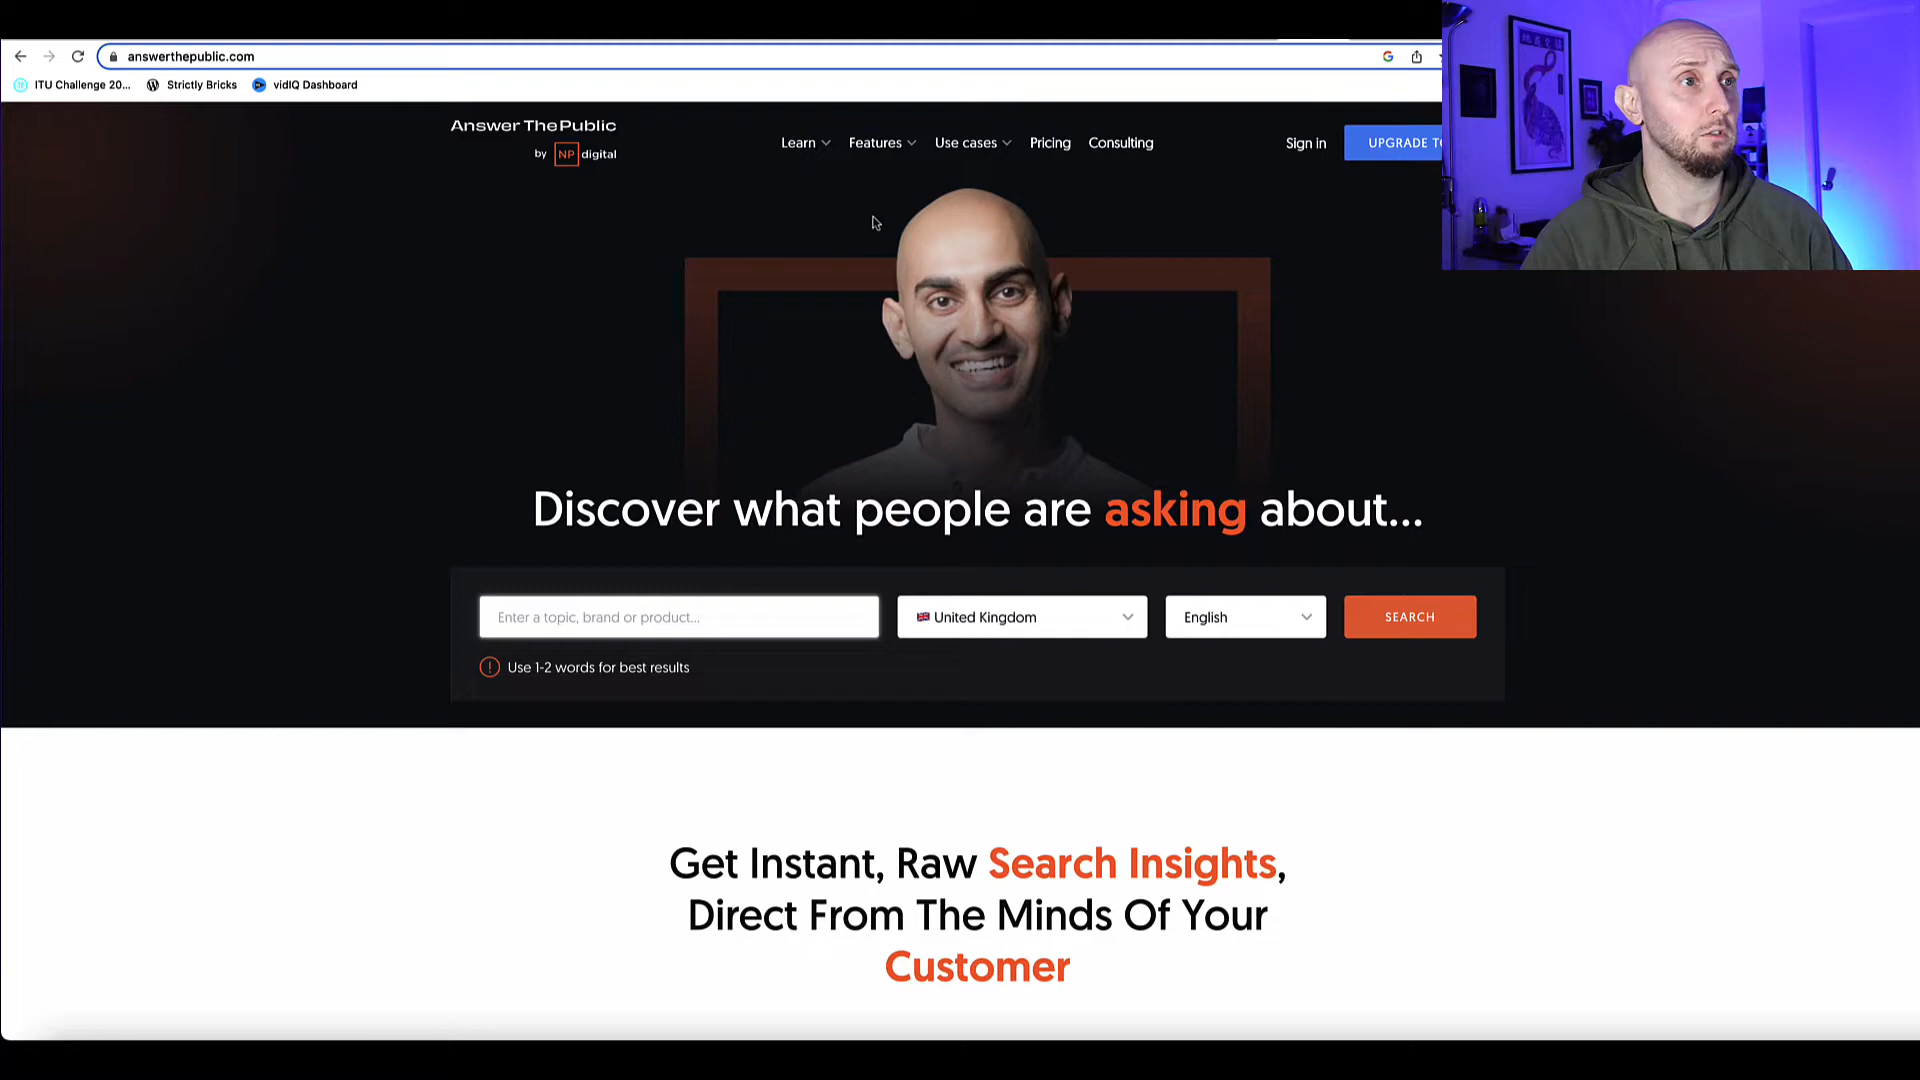 answerthepublic.com
ITU Challenge 20... Strictly Bricks vidIQ Dashboard
Answer The Public
by NP digital
Learn Features Use cases Pricing Consulting Sign in UPGRADE TO
Discover what people are asking about...
Enter a topic, brand or product... United Kingdom English SEARCH
Use 1-2 words for best results
Get Instant, Raw Search Insights,
Direct From The Minds Of Your
Customer